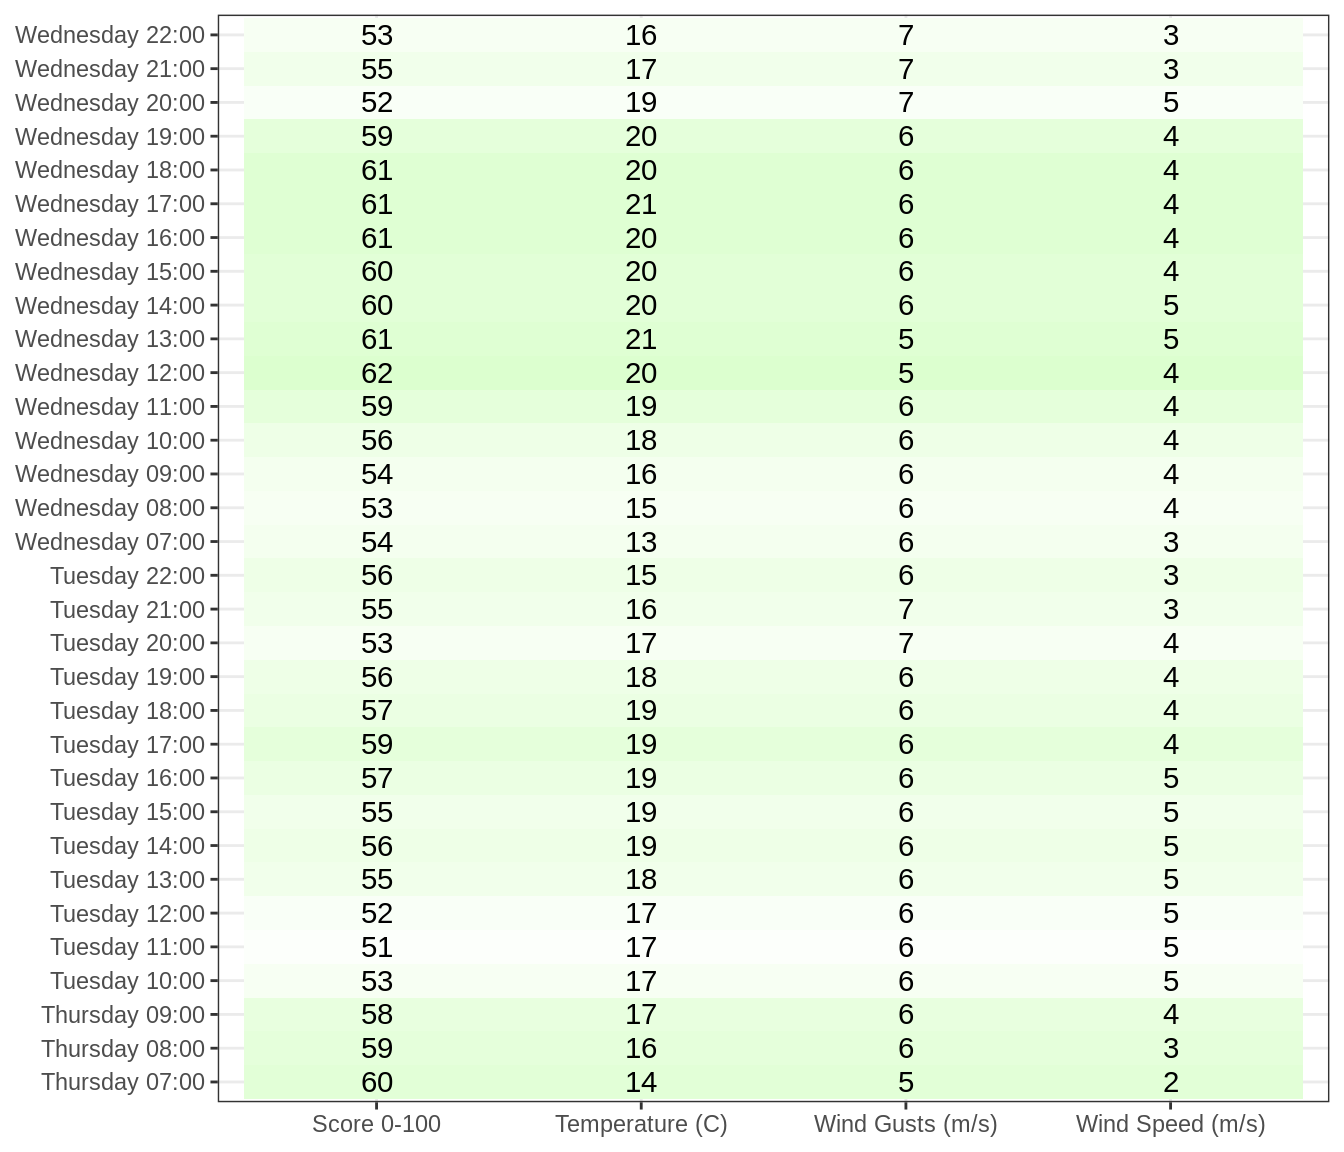 Wednesday 22:00 53 16 7 3
Wednesday 21:00 55 17 7 3
Wednesday 20:00 52 19 7 5
Wednesday 19:00 59 20 6 4
Wednesday 18:00 61 20 6 4
Wednesday 17:00 61 21 6 4
Wednesday 16:00 61 20 6 4
Wednesday 15:00 60 20 6 4
Wednesday 14:00 60 20 6 5
Wednesday 13:00 61 21 5 5
Wednesday 12:00 62 20 5 4
Wednesday 11:00 59 19 6 4
Wednesday 10:00 56 18 6 4
Wednesday 09:00 54 16 6 4
Wednesday 08:00 53 15 6 4
Wednesday 07:00 54 13 6 3
Tuesday 22:00 56 15 6 3
Tuesday 21:00 55 16 7 3
Tuesday 20:00 53 17 7 4
Tuesday 19:00 56 18 6 4
Tuesday 18:00 57 19 6 4
Tuesday 17:00 59 19 6 4
Tuesday 16:00 57 19 6 5
Tuesday 15:00 55 19 6 5
Tuesday 14:00 56 19 6 5
Tuesday 13:00 55 18 6 5
Tuesday 12:00 52 17 6 5
Tuesday 11:00 51 17 6 5
Tuesday 10:00 53 17 6 5
Thursday 09:00 58 17 6 4
Thursday 08:00 59 16 6 3
Thursday 07:00 60 14 5 2
Score 0-100 Temperature (C) Wind Gusts (m/s) Wind Speed (m/s)